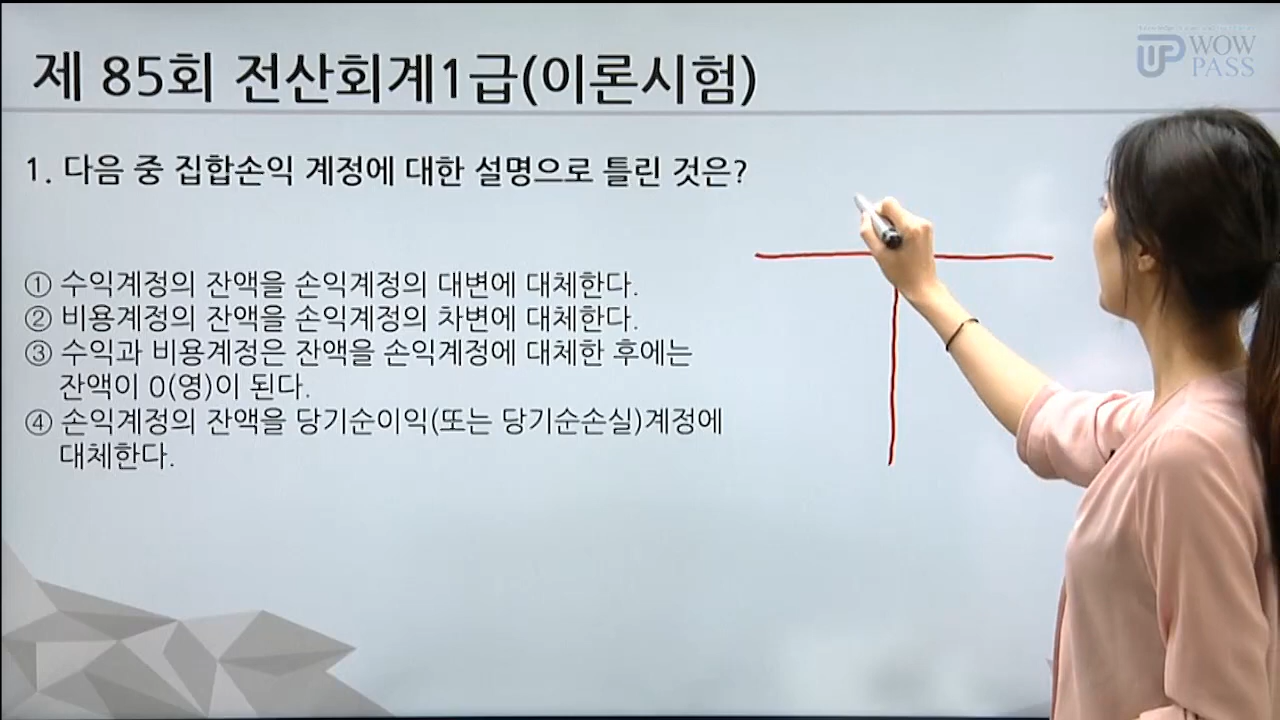 제 85회 전산회계1급(이론시험)
UP WOW
PASS
1. 다음 중 집합손익 계정에 대한 설명으로 틀린 것은?
① 수익계정의 잔액을 손익계정의 대변에 대체한다.
② 비용계정의 잔액을 손익계정의 차변에 대체한다.
③ 수익과 비용계정은 잔액을 손익계정에 대체한 후에는
잔액이 0(영)이 된다.
④ 손익계정의 잔액을 당기순이익(또는 당기순손실)계정에
대체한다.